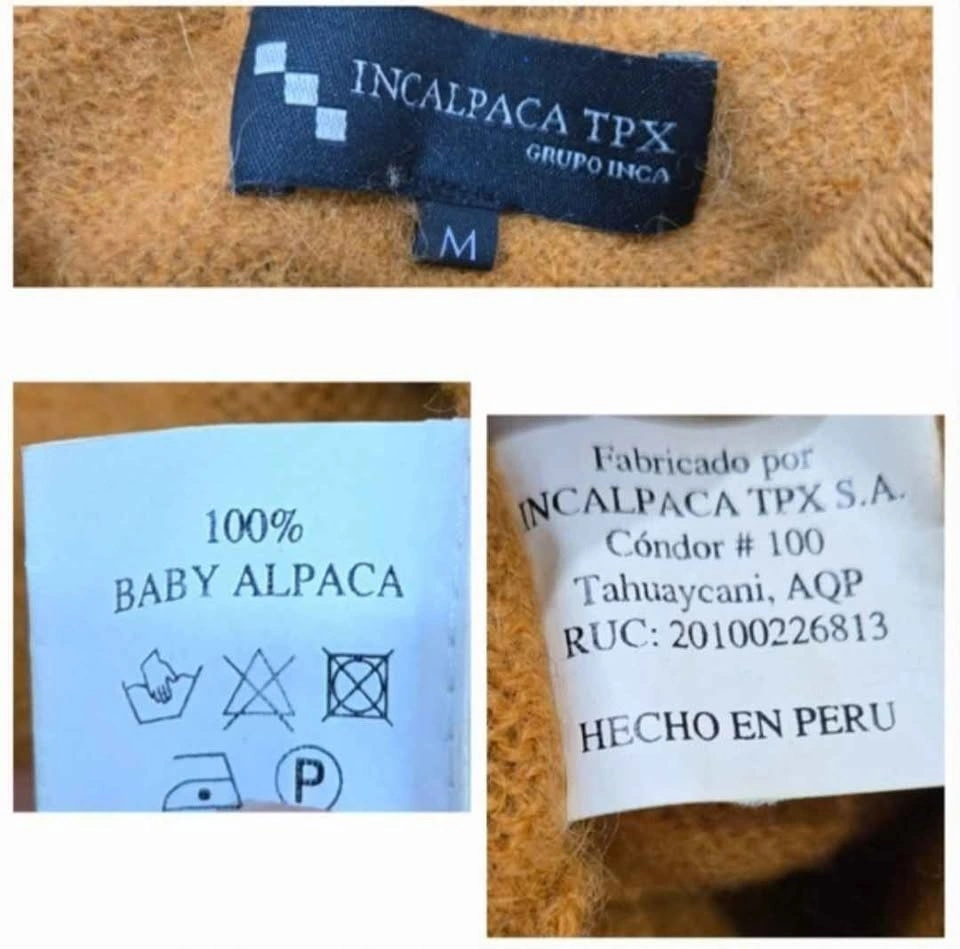 INCALPACA TPX
GRUPO INCA
M
100%
BABY ALPACA
P
Fabricado por
INCALPACA TPX S.A.
Cóndor # 100
Tahuaycani, AQP
RUC: 20100226813
HECHO EN PERU